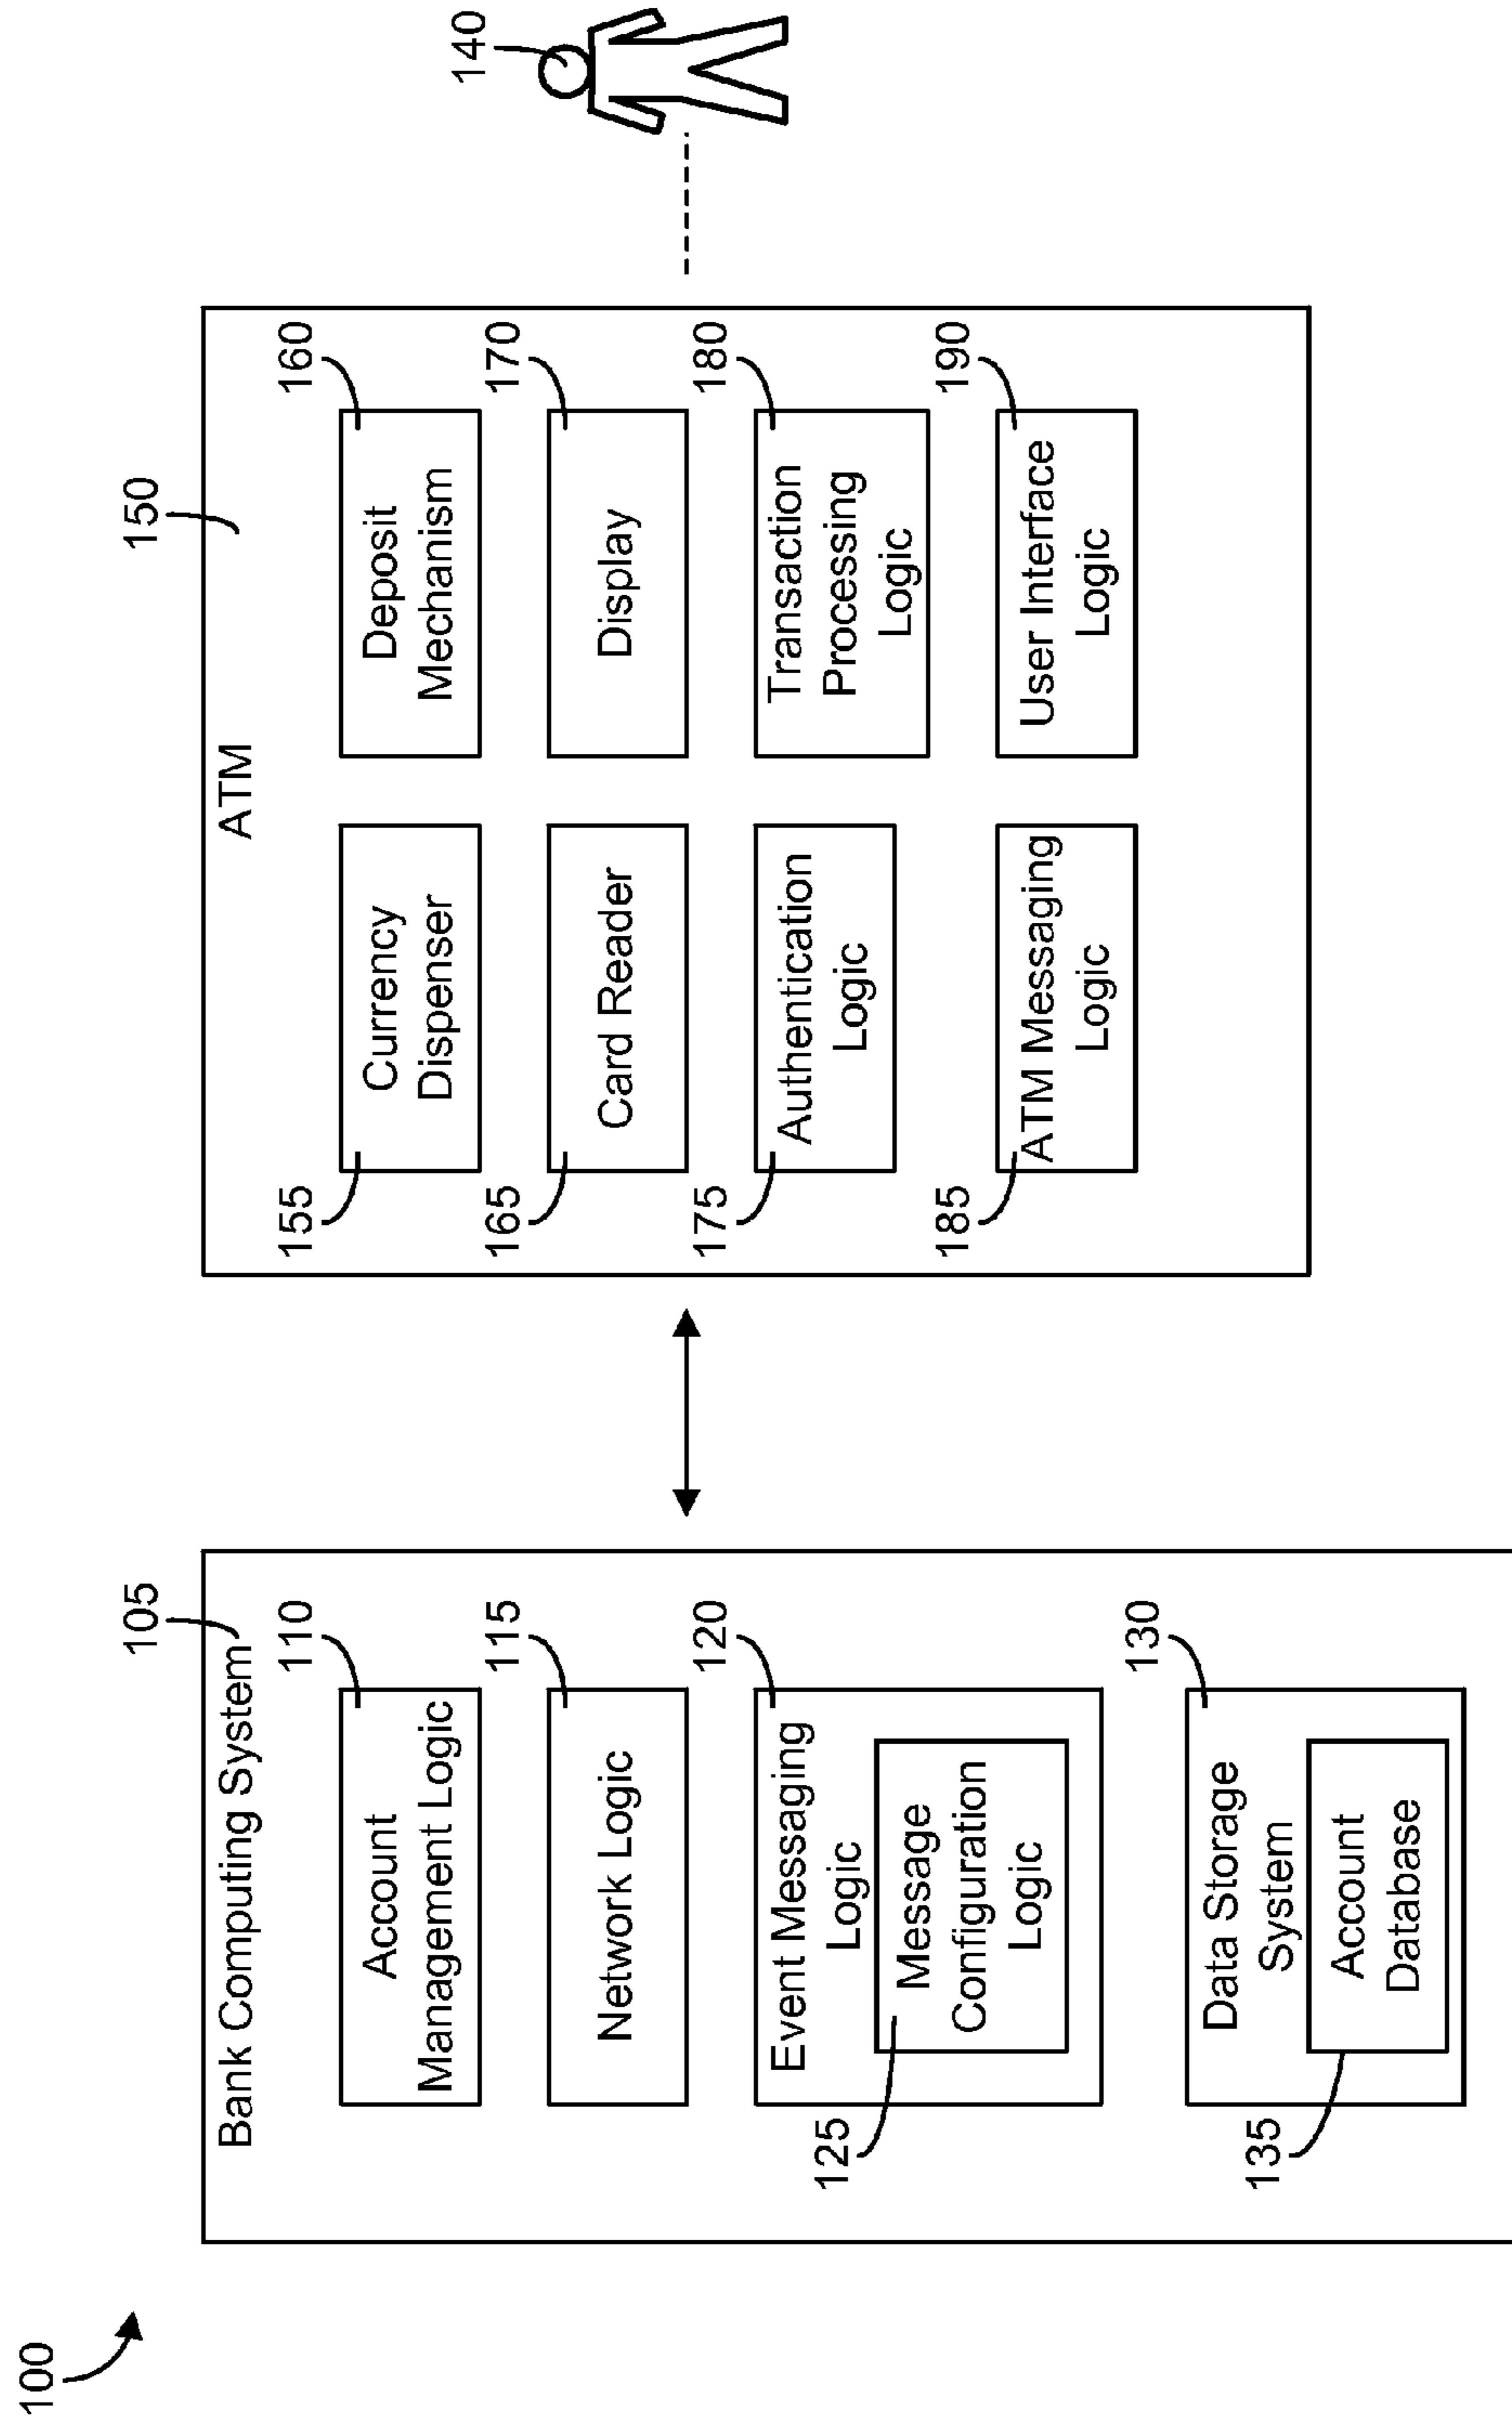 100
105
Bank Computing System
110
Account
Management Logic
115
Network Logic
120
Event Messaging
Logic
125
Message
Configuration
Logic
130
Data Storage
System
135
Account
Database
150
ATM
155
Currency
Dispenser
160
Deposit
Mechanism
165
Card Reader
170
Display
175
Authentication
Logic
180
Transaction
Processing
Logic
185
ATM Messaging
Logic
190
User Interface
Logic
140